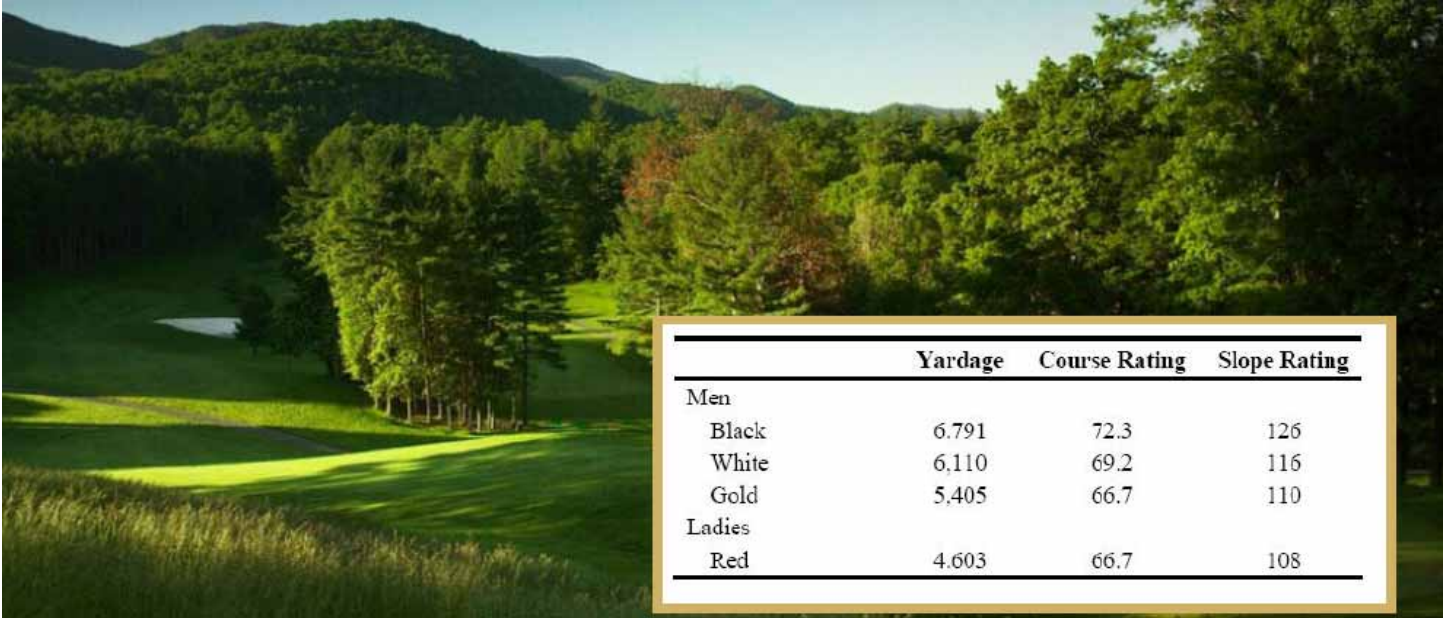 Yardage Course Rating Slope Rating
Men
Black 6.791 72.3 126
White 6,110 69.2 116
Gold 5,405 66.7 110
Ladies
Red 4.603 66.7 108